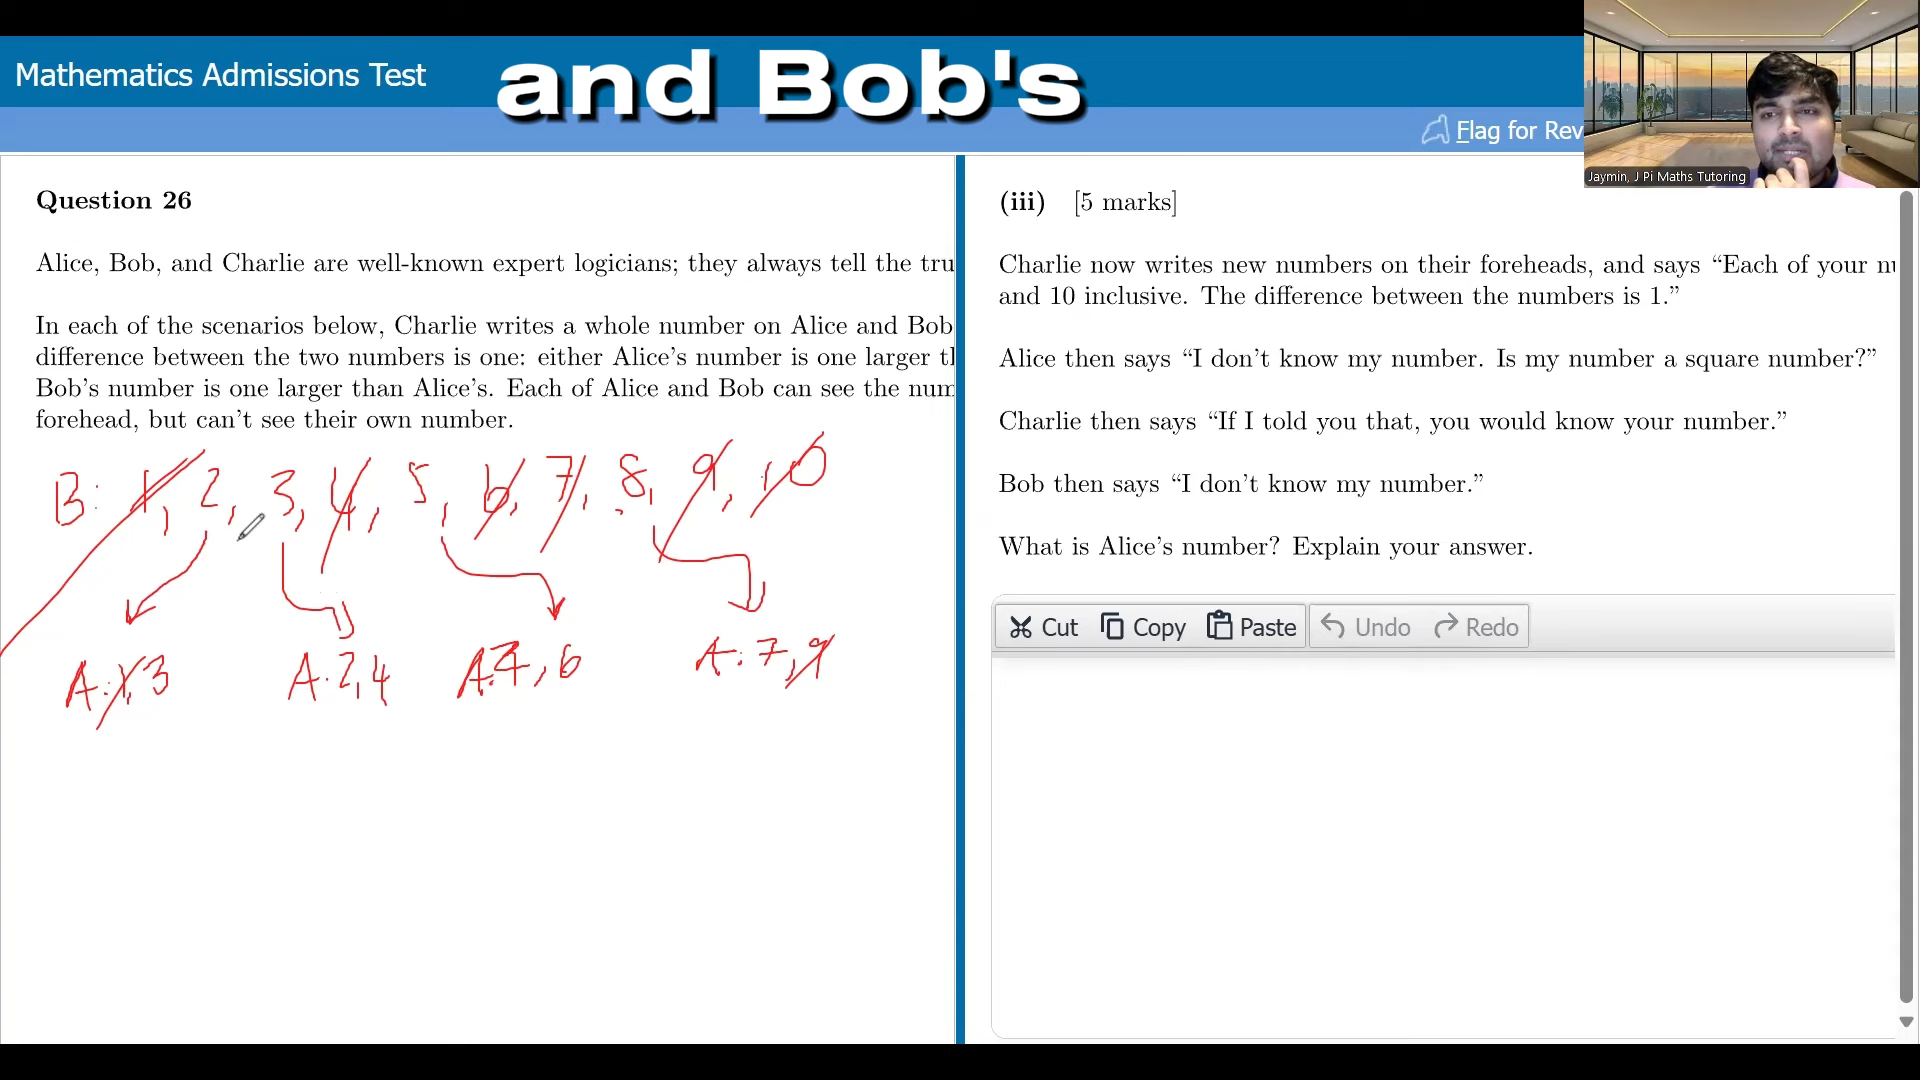 Mathematics Admissions Test
and Bob's
Flag for Rev
Jaymin, J Pi Maths Tutoring
Question 26
Alice, Bob, and Charlie are well-known expert logicians; they always tell the tru
In each of the scenarios below, Charlie writes a whole number on Alice and Bob
difference between the two numbers is one: either Alice's number is one larger th
Bob's number is one larger than Alice's. Each of Alice and Bob can see the num
forehead, but can't see their own number.
B: 1, 2, 3, 4, 5, 6, 7, 8, 9, 10
A: 1, 3
A: 2, 4
A: 4, 6
A: 7, 9
(iii) [5 marks]
Charlie now writes new numbers on their foreheads, and says “Each of your nu
and 10 inclusive. The difference between the numbers is 1.”
Alice then says “I don't know my number. Is my number a square number?”
Charlie then says “If I told you that, you would know your number.”
Bob then says “I don't know my number.”
What is Alice's number? Explain your answer.
Cut Copy Paste Undo Redo